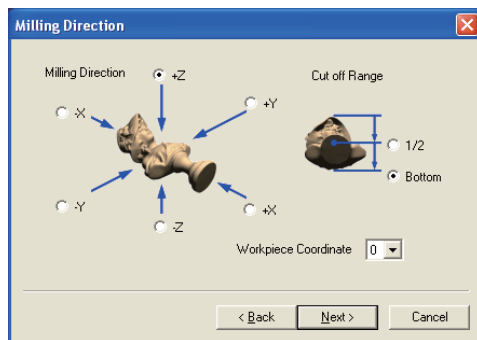 Milling Direction
Milling Direction
+Z
Cut off Range
-X
+Y
1/2
Bottom
-Y
-Z
+X
Workpiece Coordinate 0
< Back
Next >
Cancel